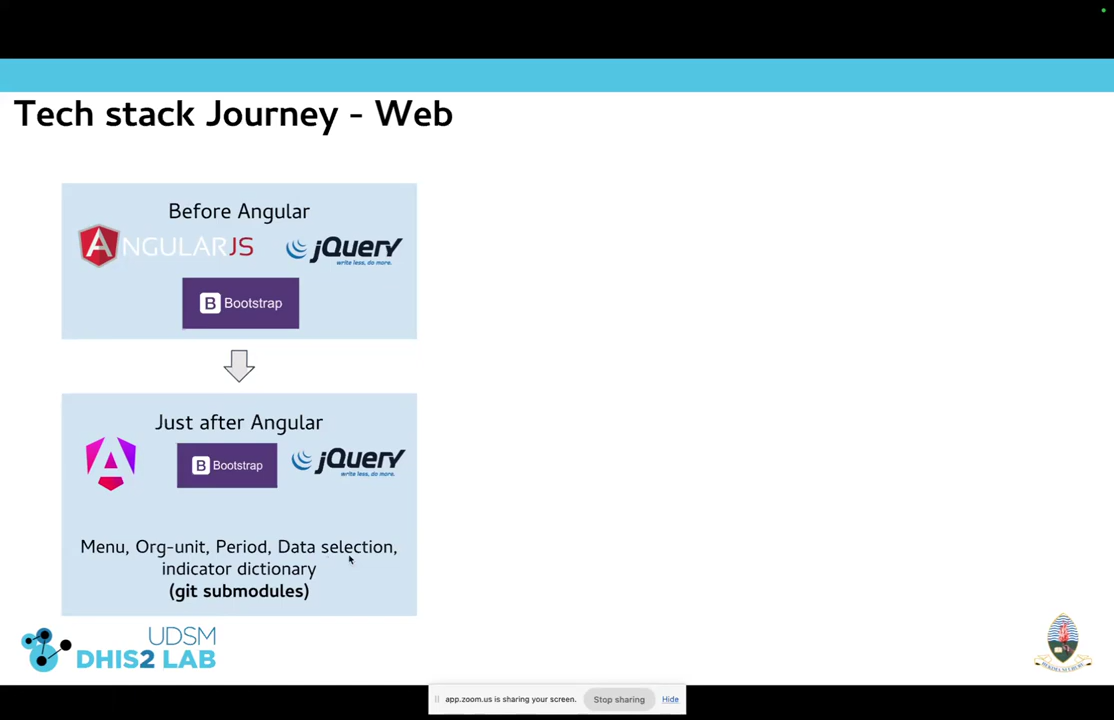 Tech stack Journey - Web
Before Angular
ANGULARJS
jQuery
write less, do more.
B Bootstrap
Just after Angular
B Bootstrap
jQuery
write less, do more.
Menu, Org-unit, Period, Data selection,
indicator dictionary
(git submodules)
UDSM
DHIS2 LAB
app.zoom.us is sharing your screen.
Stop sharing
Hide